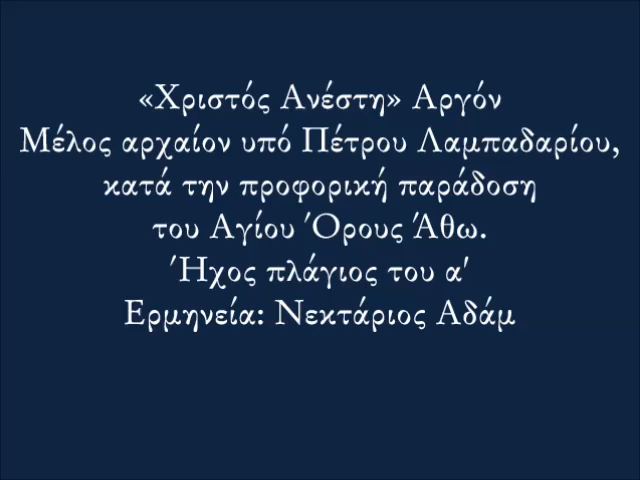 «Χριστός Ανέστη» Αργόν
Μέλος αρχαίον υπό Πέτρου Λαμπαδαρίου,
κατά την προφορική παράδοση
του Αγίου Όρους Άθω.
Ήχος πλάγιος του α'
Ερμηνεία: Νεκτάριος Αδάμ